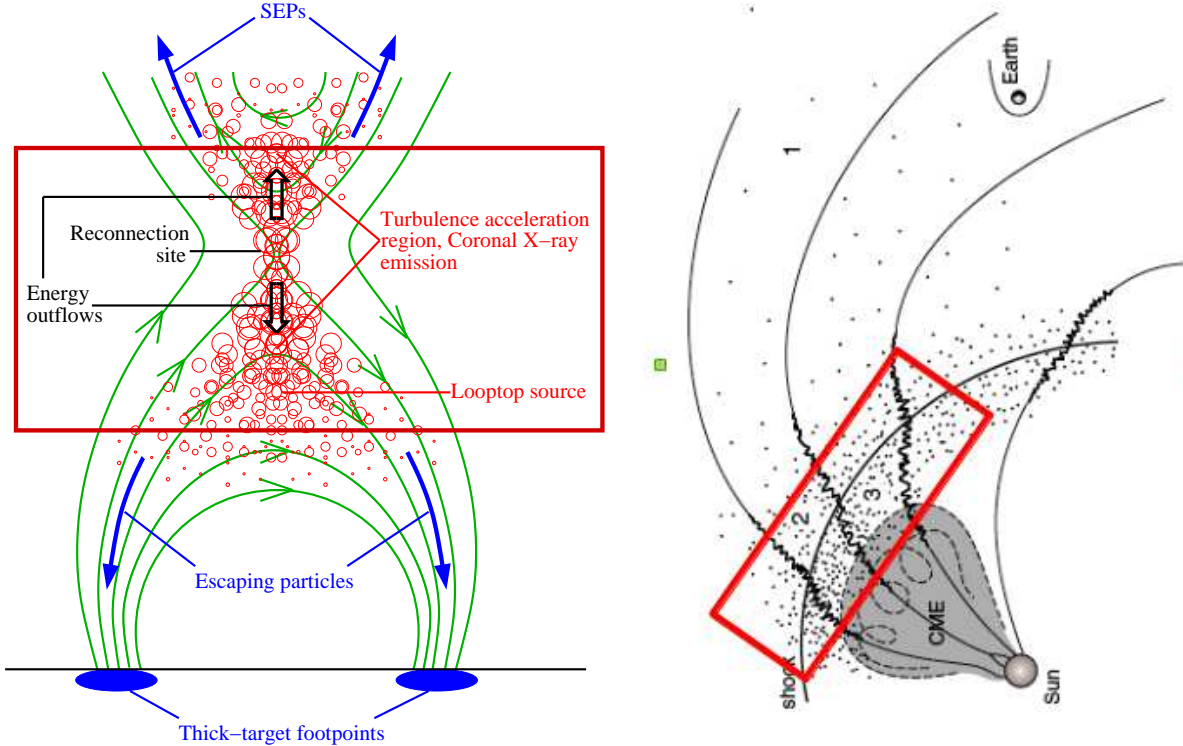 SEPs
Reconnection
site
Energy
outflows
Turbulence acceleration
region, Coronal X−ray
emission
Looptop source
Escaping particles
Thick−target footpoints
Earth
1
2
3
CME
shock
Sun